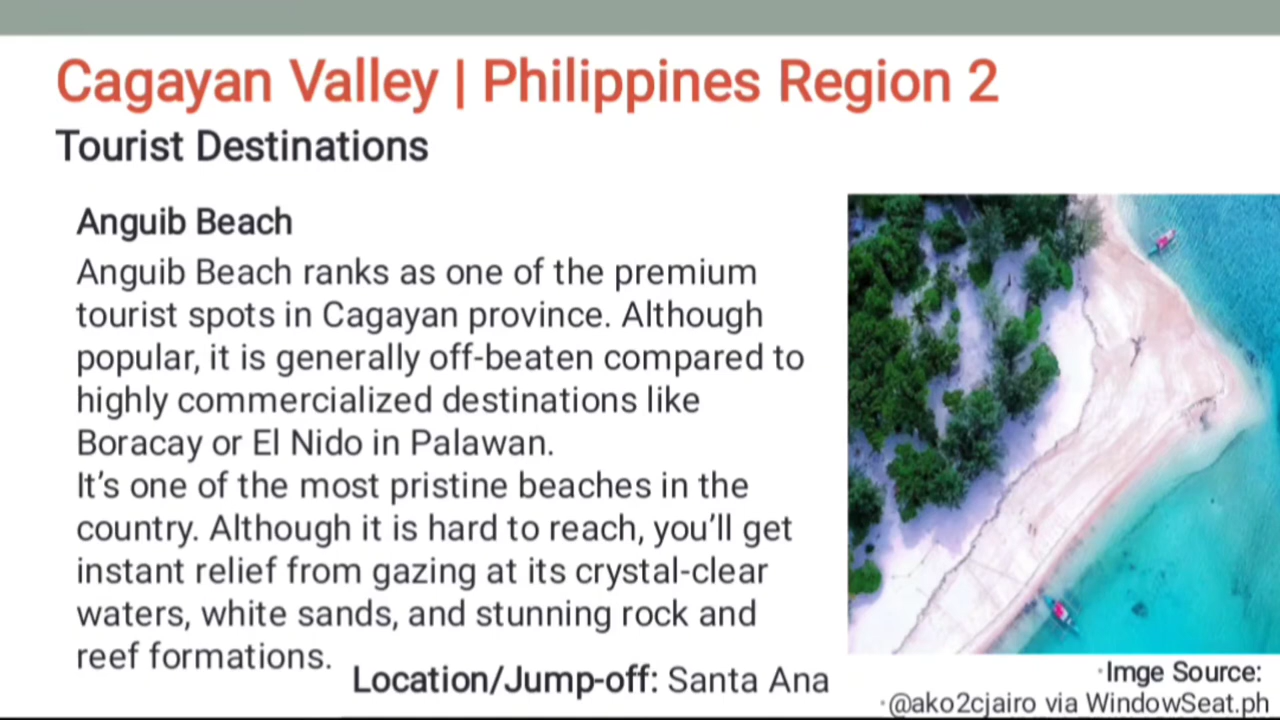 Cagayan Valley | Philippines Region 2
Tourist Destinations
Anguib Beach
Anguib Beach ranks as one of the premium
tourist spots in Cagayan province. Although
popular, it is generally off-beaten compared to
highly commercialized destinations like
Boracay or El Nido in Palawan.
It’s one of the most pristine beaches in the
country. Although it is hard to reach, you’ll get
instant relief from gazing at its crystal-clear
waters, white sands, and stunning rock and
reef formations.
Location/Jump-off: Santa Ana
Imge Source:
@ako2cjairo via WindowSeat.ph